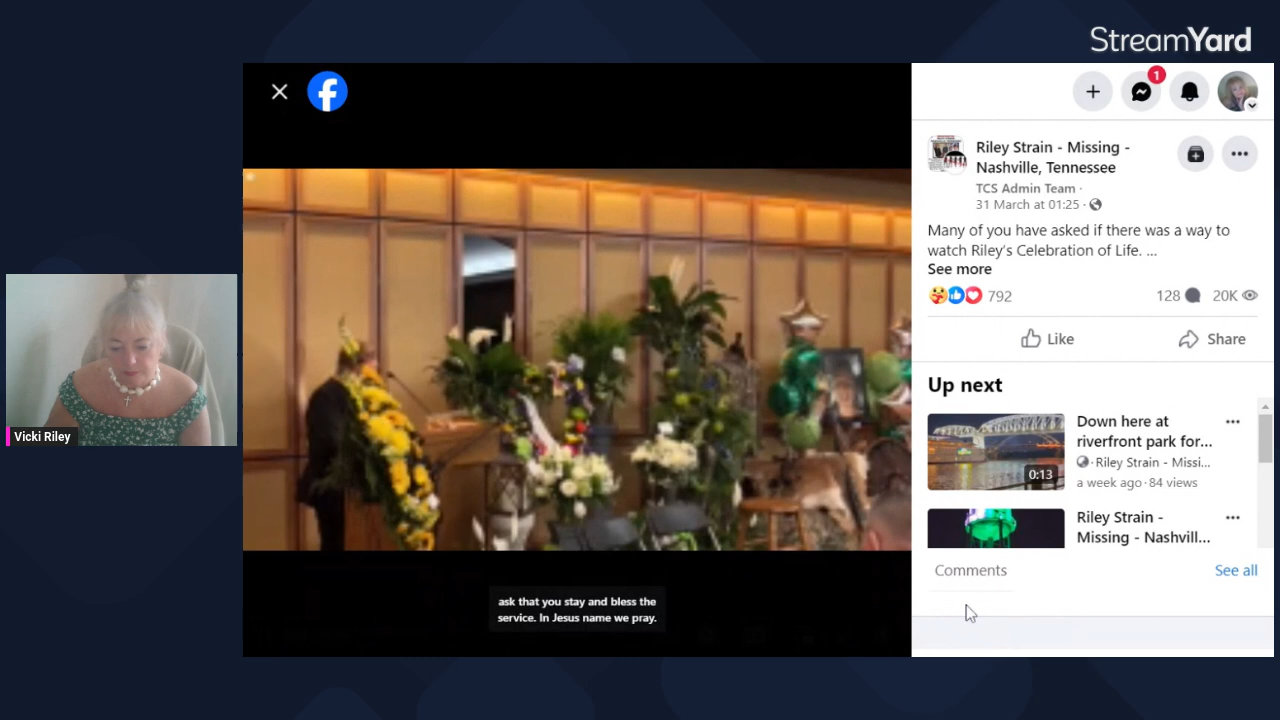 StreamYard
1
Riley Strain - Missing -
Nashville, Tennessee
TCS Admin Team ·
31 March at 01:25 ·
Many of you have asked if there was a way to
watch Riley's Celebration of Life. ...
See more
792
128
20K
Like
Share
Up next
Down here at
riverfront park for...
· Riley Strain - Missi...
a week ago · 84 views
0:13
Riley Strain -
Missing - Nashvill...
Comments
See all
Vicki Riley
ask that you stay and bless the
service. In Jesus name we pray.